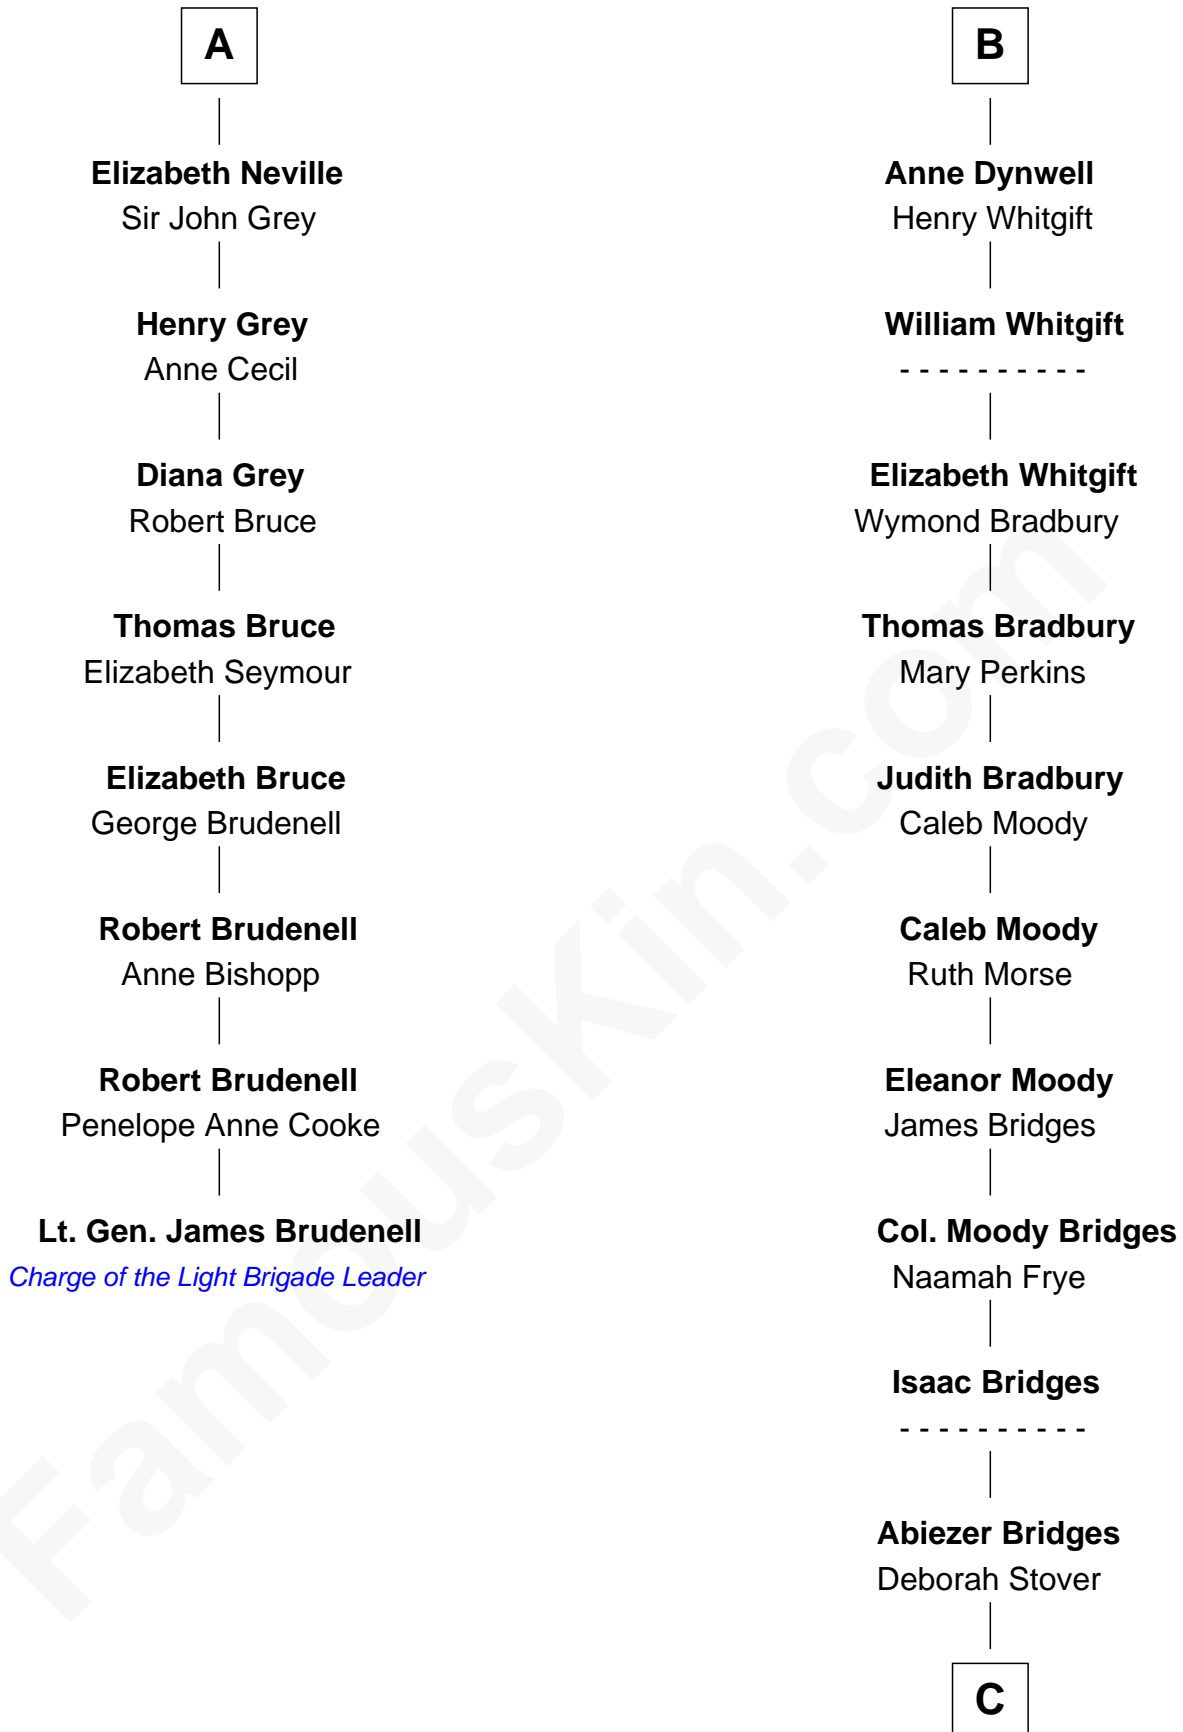 A
Elizabeth Neville
Sir John Grey
Henry Grey
Anne Cecil
Diana Grey
Robert Bruce
Thomas Bruce
Elizabeth Seymour
Elizabeth Bruce
George Brudenell
Robert Brudenell
Anne Bishopp
Robert Brudenell
Penelope Anne Cooke
Lt. Gen. James Brudenell
Charge of the Light Brigade Leader
B
Anne Dynwell
Henry Whitgift
William Whitgift
- - - - - - - - - -
Elizabeth Whitgift
Wymond Bradbury
Thomas Bradbury
Mary Perkins
Judith Bradbury
Caleb Moody
Caleb Moody
Ruth Morse
Eleanor Moody
James Bridges
Col. Moody Bridges
Naamah Frye
Isaac Bridges
- - - - - - - - - -
Abiezer Bridges
Deborah Stover
C
FamousKin.com